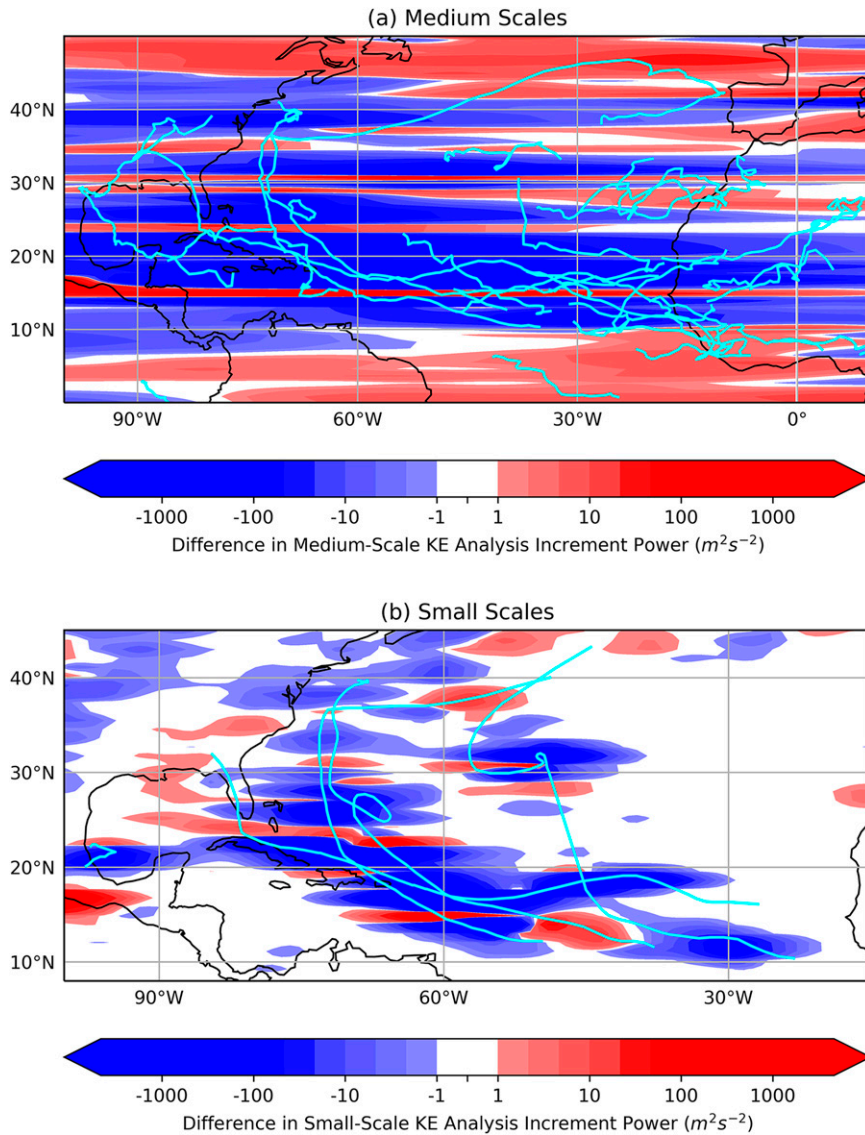 (a) Medium Scales
40°N
30°N
20°N
10°N
90°W 60°W 30°W 0°
-1000 -100 -10 -1 1 10 100 1000
Difference in Medium-Scale KE Analysis Increment Power (m²s⁻²)
(b) Small Scales
40°N
30°N
20°N
10°N
90°W 60°W 30°W
-1000 -100 -10 -1 1 10 100 1000
Difference in Small-Scale KE Analysis Increment Power (m²s⁻²)